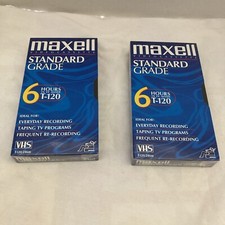 maxell
STANDARD
GRADE
6 HOURS
T-120
IDEAL FOR:
EVERYDAY RECORDING
TAPING TV PROGRAMS
FREQUENT RE-RECORDING
VHS
maxell
STANDARD
GRADE
6 HOURS
T-120
IDEAL FOR:
EVERYDAY RECORDING
TAPING TV PROGRAMS
FREQUENT RE-RECORDING
VHS